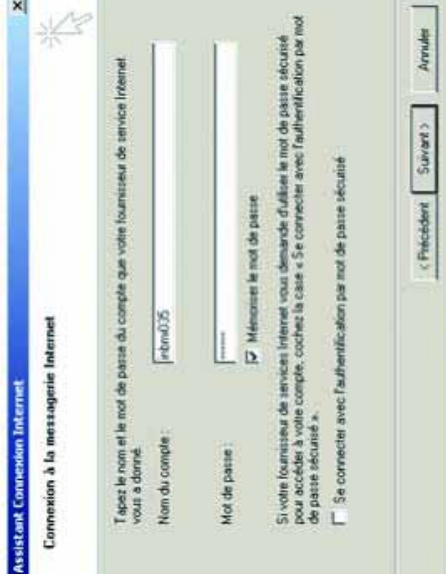 Assistant Connexion Internet
Connexion à la messagerie Internet
Tapez le nom et le mot de passe du compte que votre fournisseur de service Internet
vous a donné.
Nom du compte :
Mot de passe :
•••••••
Mémoriser le mot de passe
Si votre fournisseur de services Internet vous demande d'utiliser le mot de passe sécurisé
pour accéder à votre compte, cochez la case « Se connecter avec l'authentification par mot
de passe sécurisé ».
Se connecter avec l'authentification par mot de passe sécurisé
< Précédent
Suivant >
Annuler